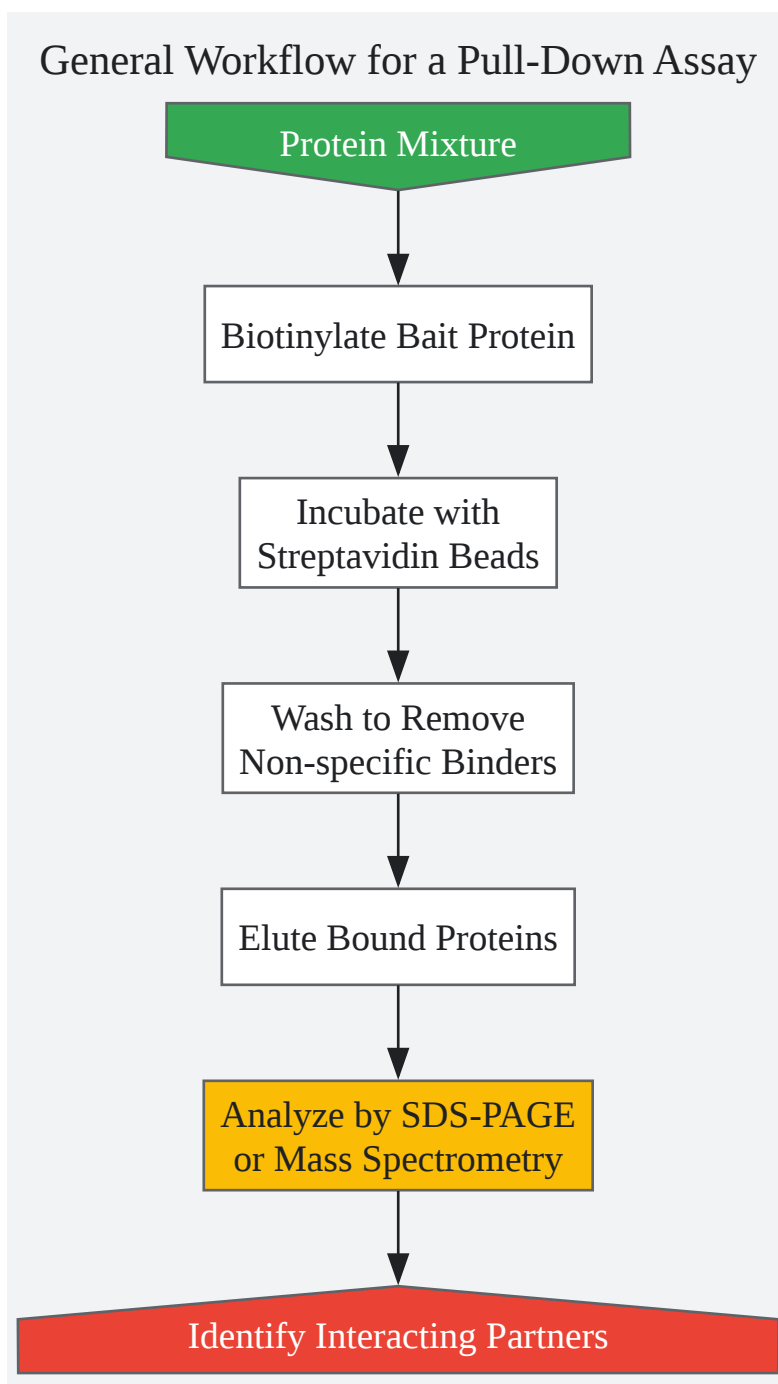 General Workflow for a Pull-Down Assay
Protein Mixture
Biotinylate Bait Protein
Incubate with
Streptavidin Beads
Wash to Remove
Non-specific Binders
Elute Bound Proteins
Analyze by SDS-PAGE
or Mass Spectrometry
Identify Interacting Partners